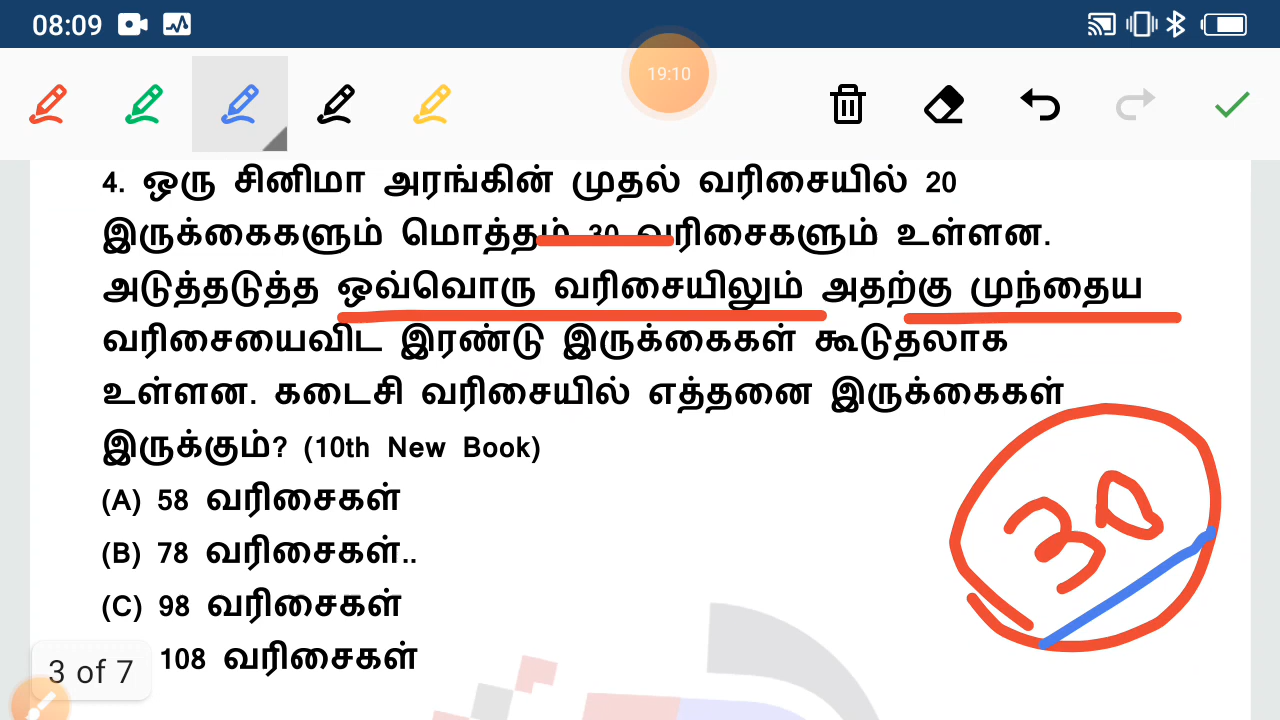 08:09
19:10
4. ஒரு சினிமா அரங்கின் முதல் வரிசையில் 20
இருக்கைகளும் மொத்தம் 30 வரிசைகளும் உள்ளன.
அடுத்தடுத்த ஒவ்வொரு வரிசையிலும் அதற்கு முந்தைய
வரிசையைவிட இரண்டு இருக்கைகள் கூடுதலாக
உள்ளன. கடைசி வரிசையில் எத்தனை இருக்கைகள்
இருக்கும்? (10th New Book)
30
(A) 58 வரிசைகள்
(B) 78 வரிசைகள்..
(C) 98 வரிசைகள்
108 வரிசைகள்
3 of 7